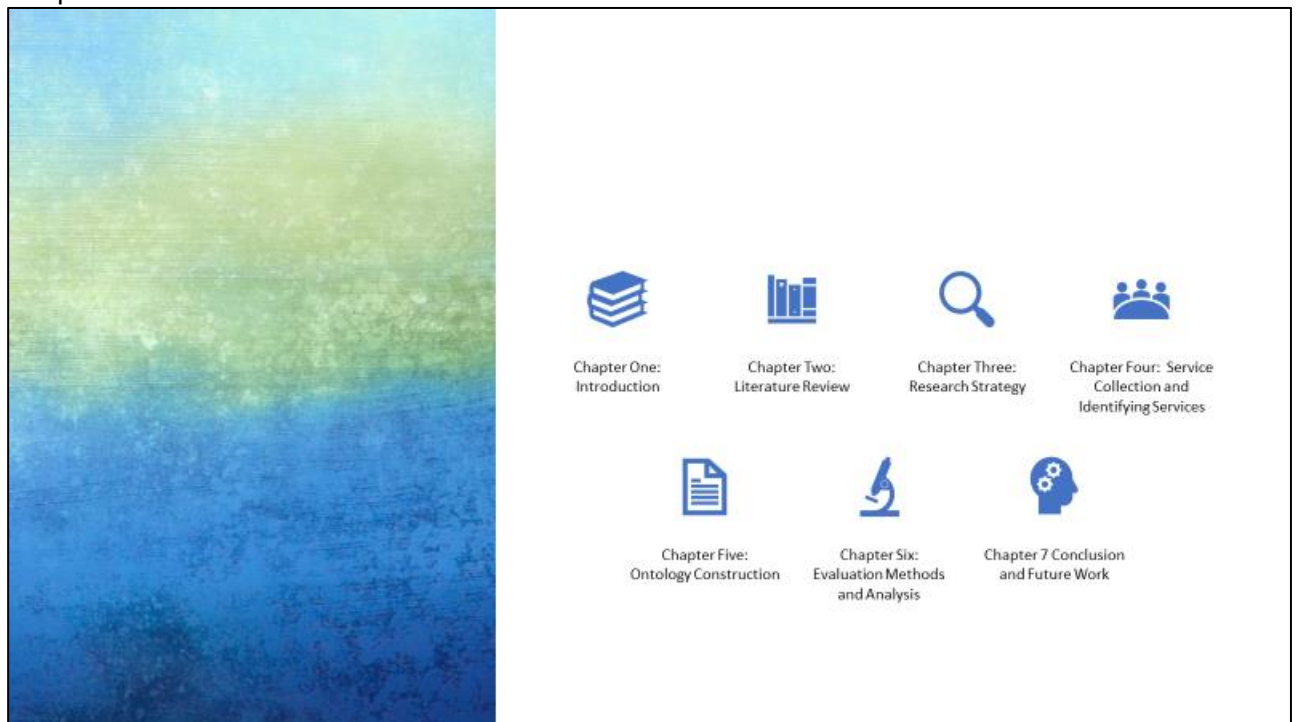 Chapter One:
Introduction
Chapter Two:
Literature Review
Chapter Three:
Research Strategy
Chapter Four:  Service
Collection and
Identifying Services
Chapter Five:
Ontology Construction
Chapter Six:
Evaluation Methods
and Analysis
Chapter 7 Conclusion
and Future Work